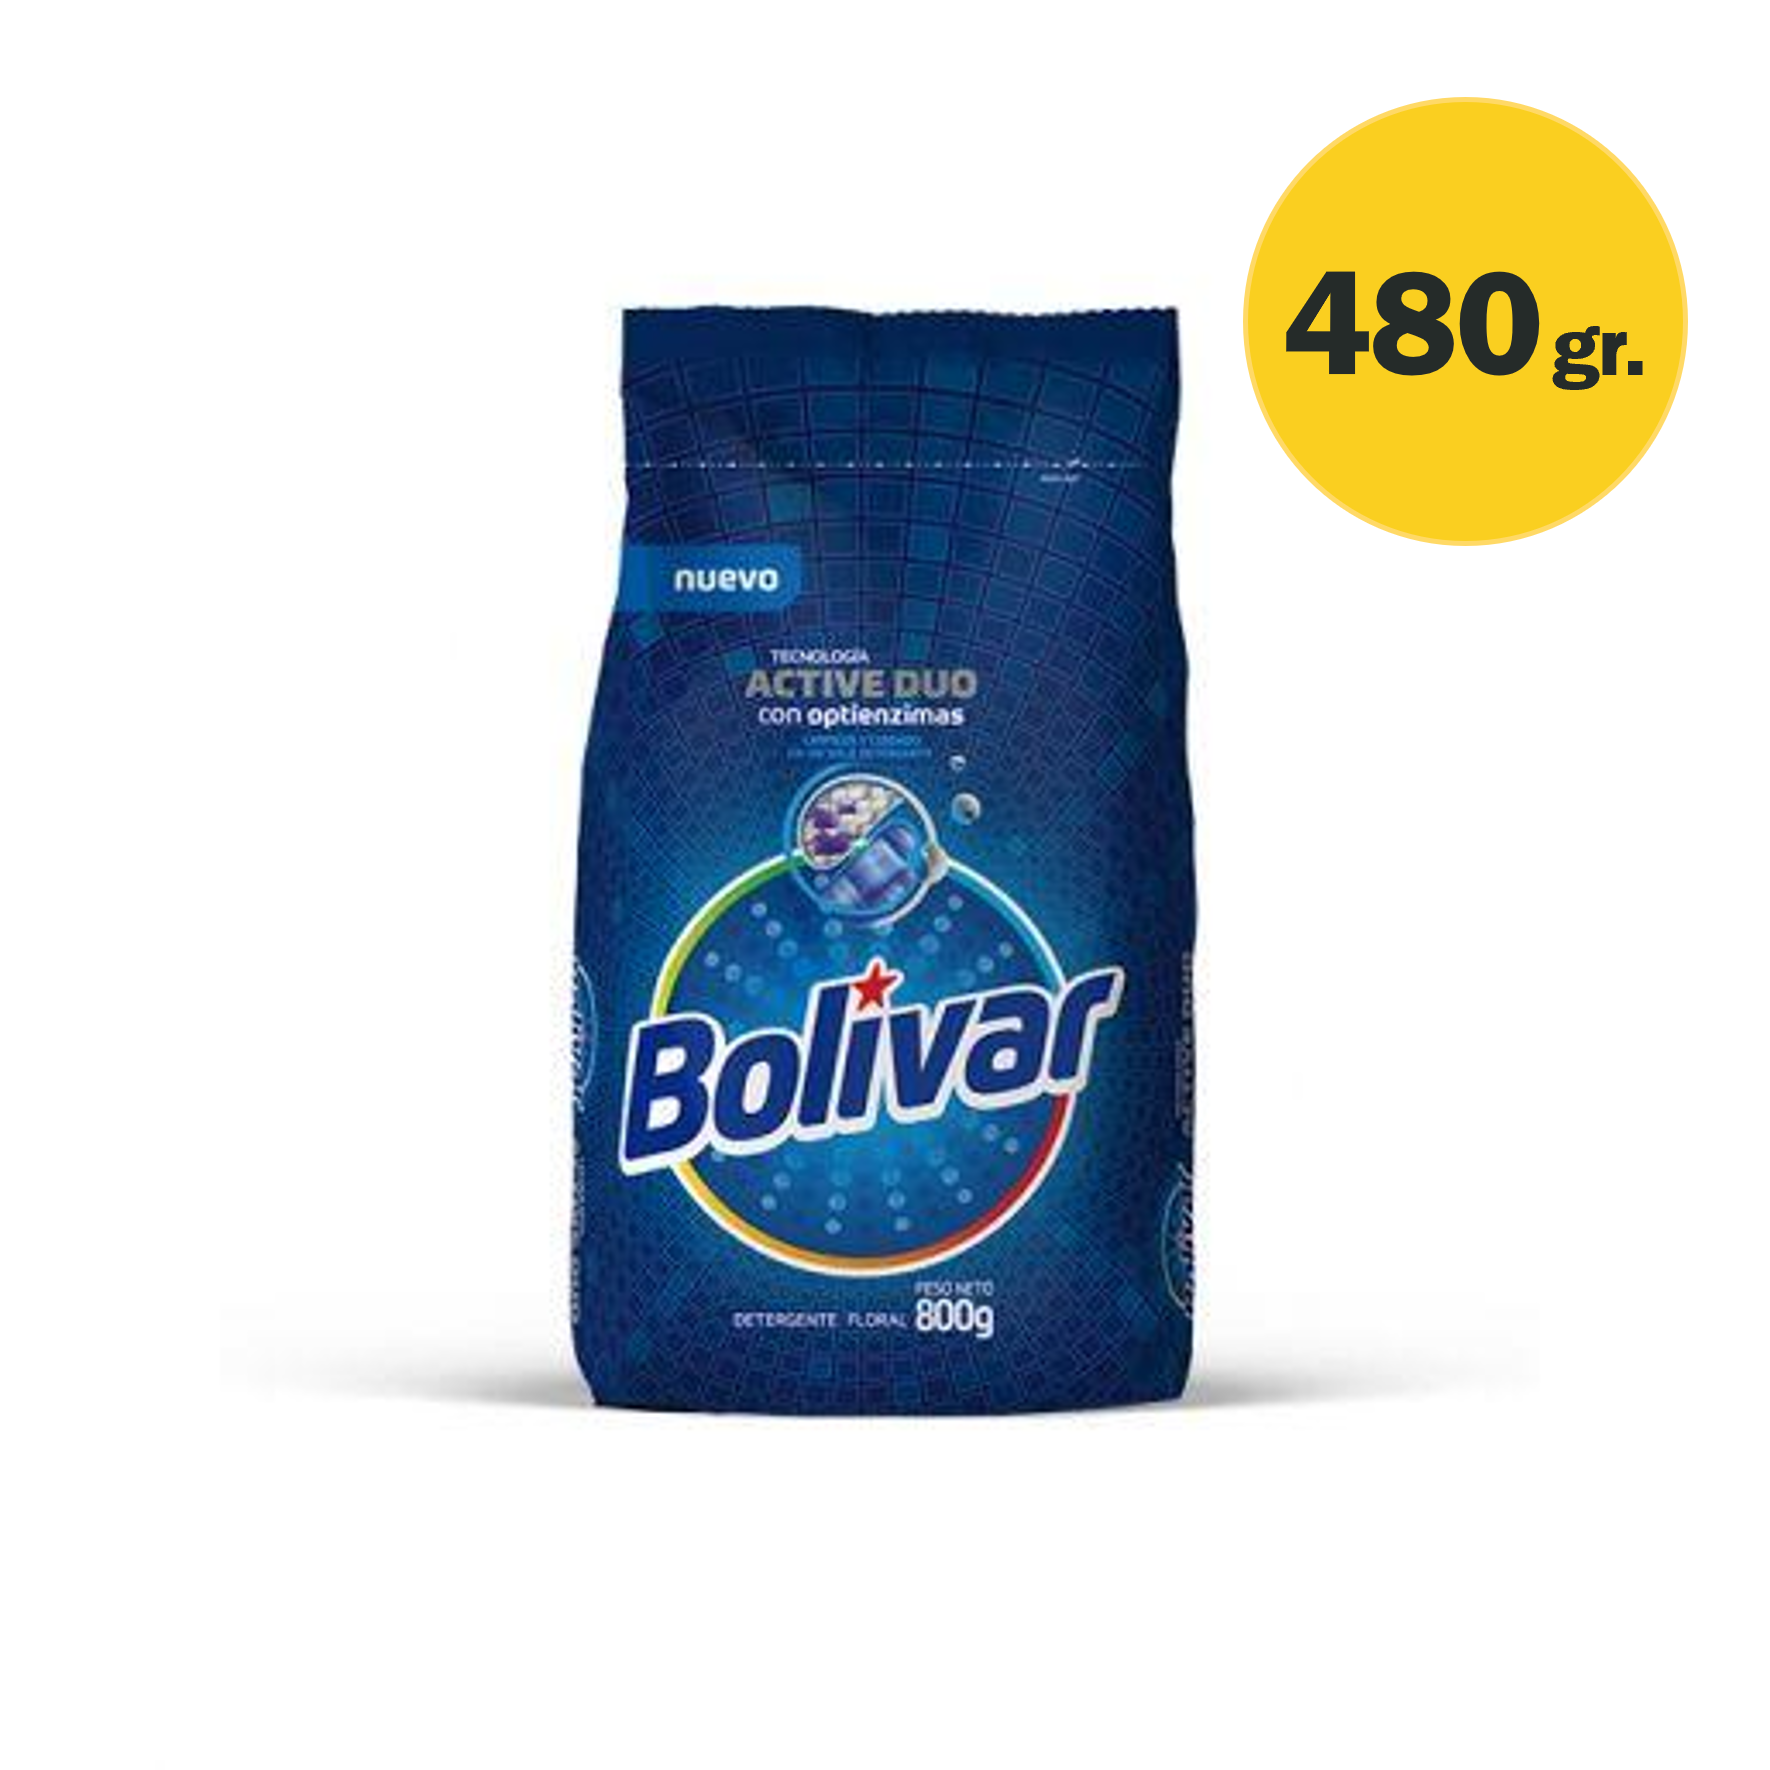 480 gr.
nuevo
TECNOLOGÍA
ACTIVE DUO
con optienzimas
Bolivar
PESO NETO
DETERGENTE FLORAL 800g